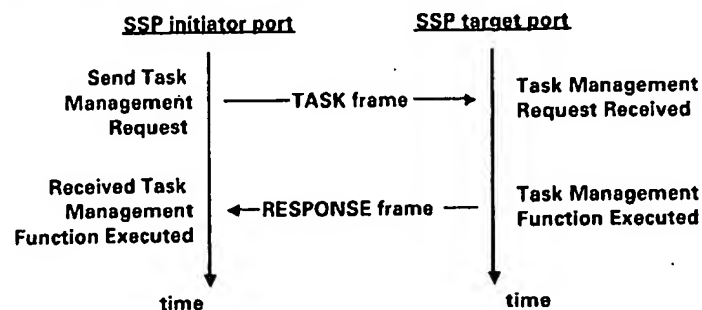 SSP initiator port
SSP target port
Send Task
Management
Request
TASK frame
Task Management
Request Received
Received Task
Management
Function Executed
RESPONSE frame
Task Management
Function Executed
time
time